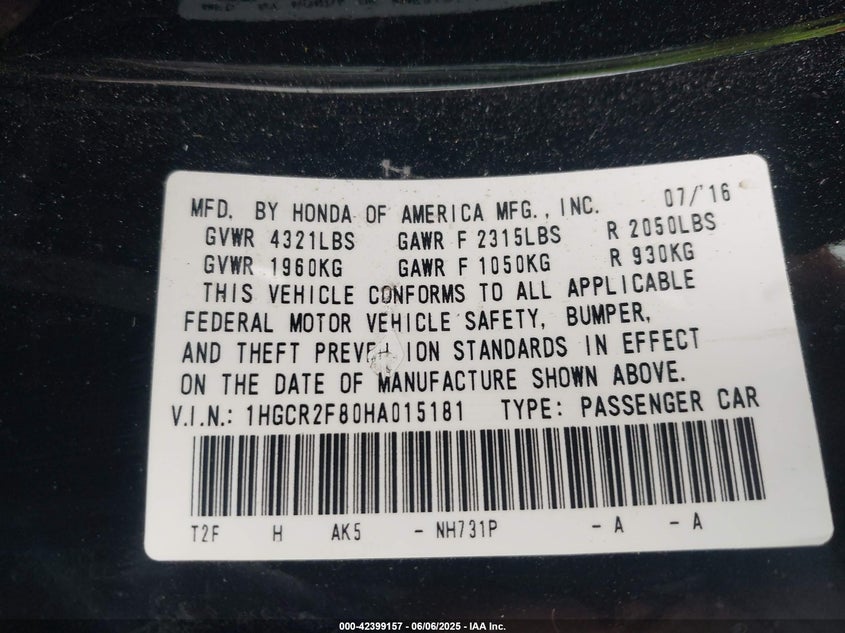 MFD. BY HONDA OF AMERICA MFG., INC. 07/'16
GVWR 4321LBS GAWR F 2315LBS R 2050LBS
GVWR 1960KG GAWR F 1050KG R 930KG
THIS VEHICLE CONFORMS TO ALL APPLICABLE
FEDERAL MOTOR VEHICLE SAFETY, BUMPER,
AND THEFT PREVENTION STANDARDS IN EFFECT
ON THE DATE OF MANUFACTURE SHOWN ABOVE.
V.I.N.: 1HGCR2F80HA015181 TYPE: PASSENGER CAR
T2F H AK5 - NH731P - A - A
000-42399157 - 06/06/2025 - IAA Inc.